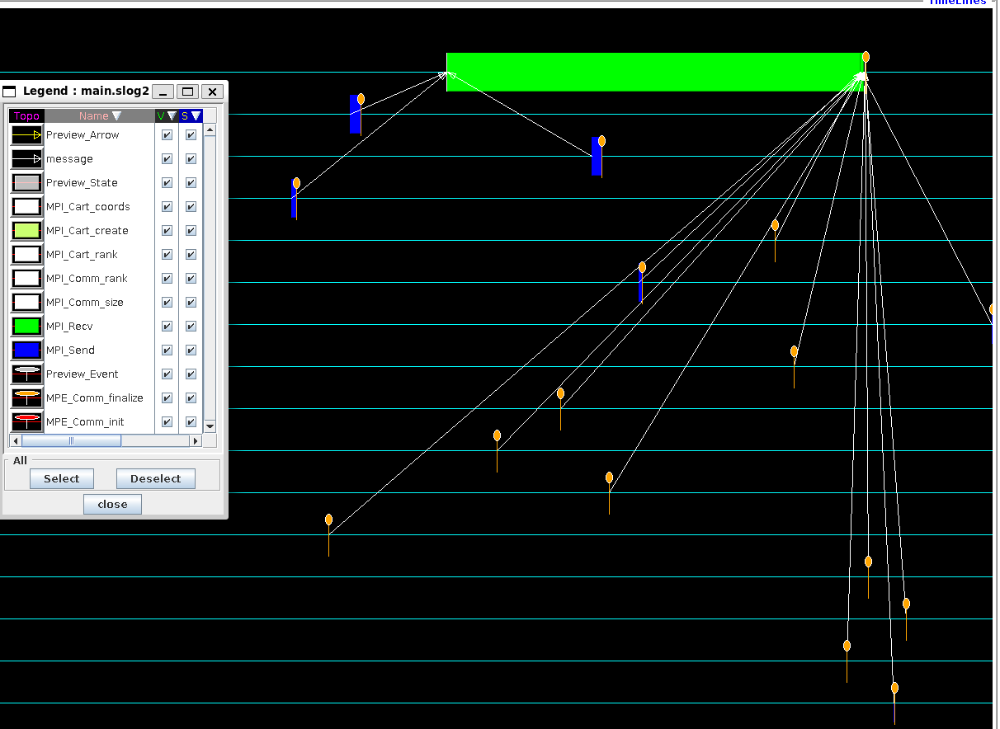 TimeLines
Legend : main.slog2
Topo Name V S
Preview_Arrow
message
Preview_State
MPI_Cart_coords
MPI_Cart_create
MPI_Cart_rank
MPI_Comm_rank
MPI_Comm_size
MPI_Recv
MPI_Send
Preview_Event
MPE_Comm_finalize
MPE_Comm_init
All
Select Deselect
close